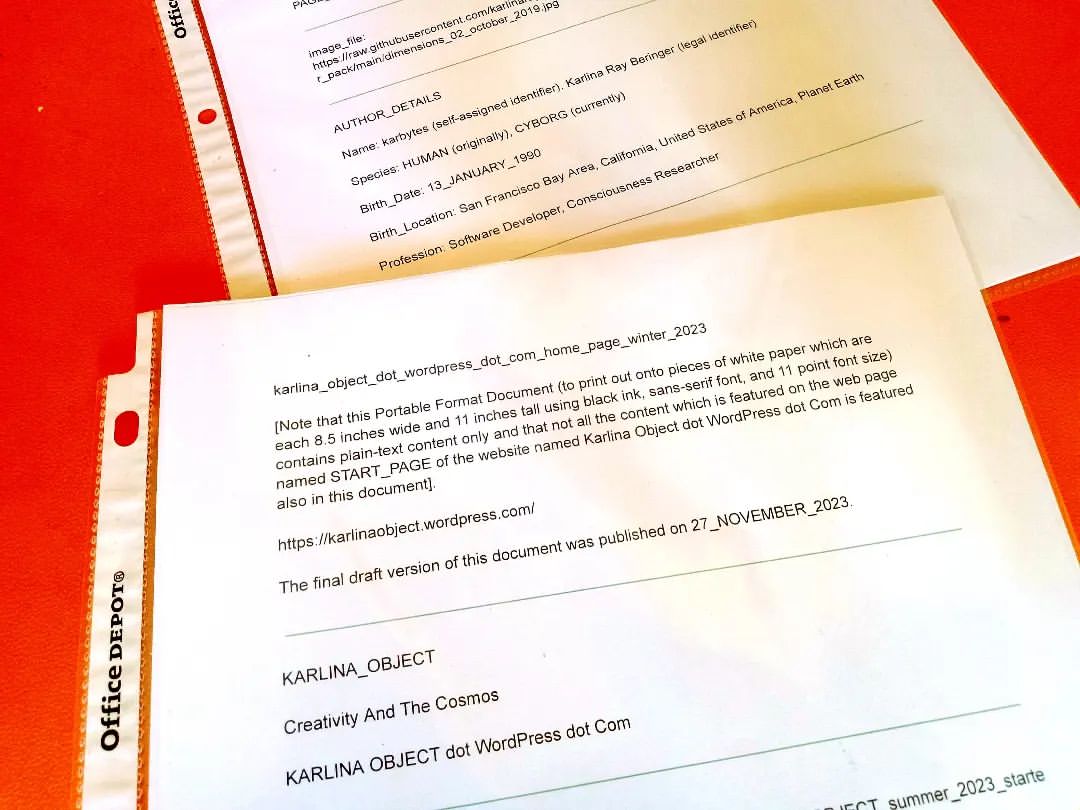 Offic
PAGE_
image_file:
https://raw.githubusercontent.com/karlina
r_pack/main/dimensions_02_october_2019.jpg
AUTHOR_DETAILS
Name: karbytes (self-assigned identifier), Karlina Ray Beringer (legal identifier)
Species: HUMAN (originally), CYBORG (currently)
Birth_Date: 13_JANUARY_1990
Birth_Location: San Francisco Bay Area, California, United States of America, Planet Earth
Profession: Software Developer, Consciousness Researcher
karlina_object_dot_wordpress_dot_com_home_page_winter_2023
[Note that this Portable Format Document (to print out onto pieces of white paper which are
each 8.5 inches wide and 11 inches tall using black ink, sans-serif font, and 11 point font size)
contains plain-text content only and that not all the content which is featured on the web page
named START_PAGE of the website named Karlina Object dot WordPress dot Com is featured
also in this document].
https://karlinaobject.wordpress.com/
The final draft version of this document was published on 27_NOVEMBER_2023.
KARLINA_OBJECT
Creativity And The Cosmos
KARLINA OBJECT dot WordPress dot Com
JECT_summer_2023_starte
Office DEPOT®